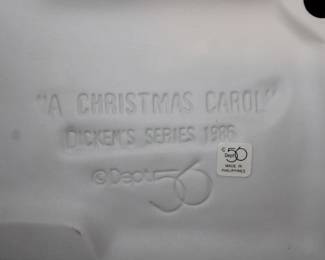 "A CHRISTMAS CAROL"
DICKEN'S SERIES 1986
© Dept 56
© Dept 56
MADE IN
PHILIPPINES